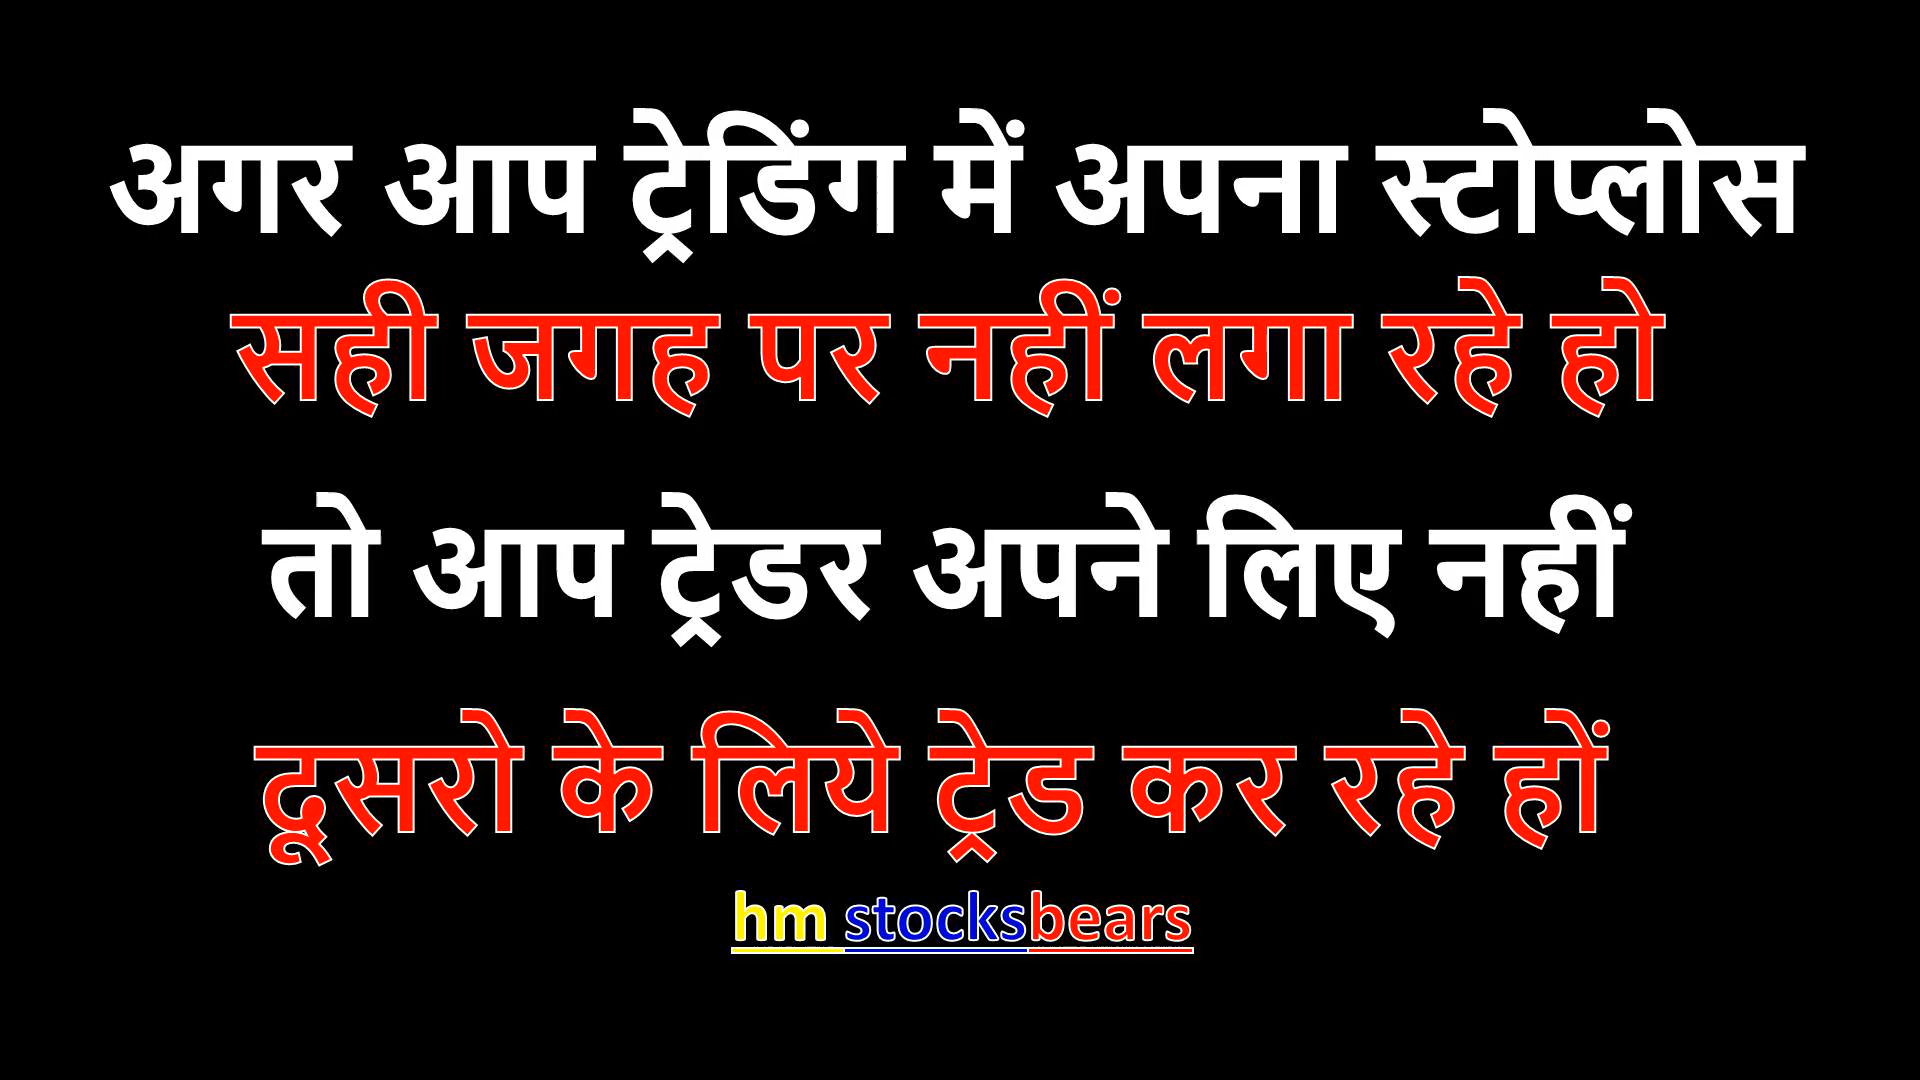 अगर आप ट्रेडिंग में अपना स्टोप्लोस
सही जगह पर नहीं लगा रहे हो
तो आप ट्रेडर अपने लिए नहीं
दूसरो के लिये ट्रेड कर रहे हों
hm stocksbears